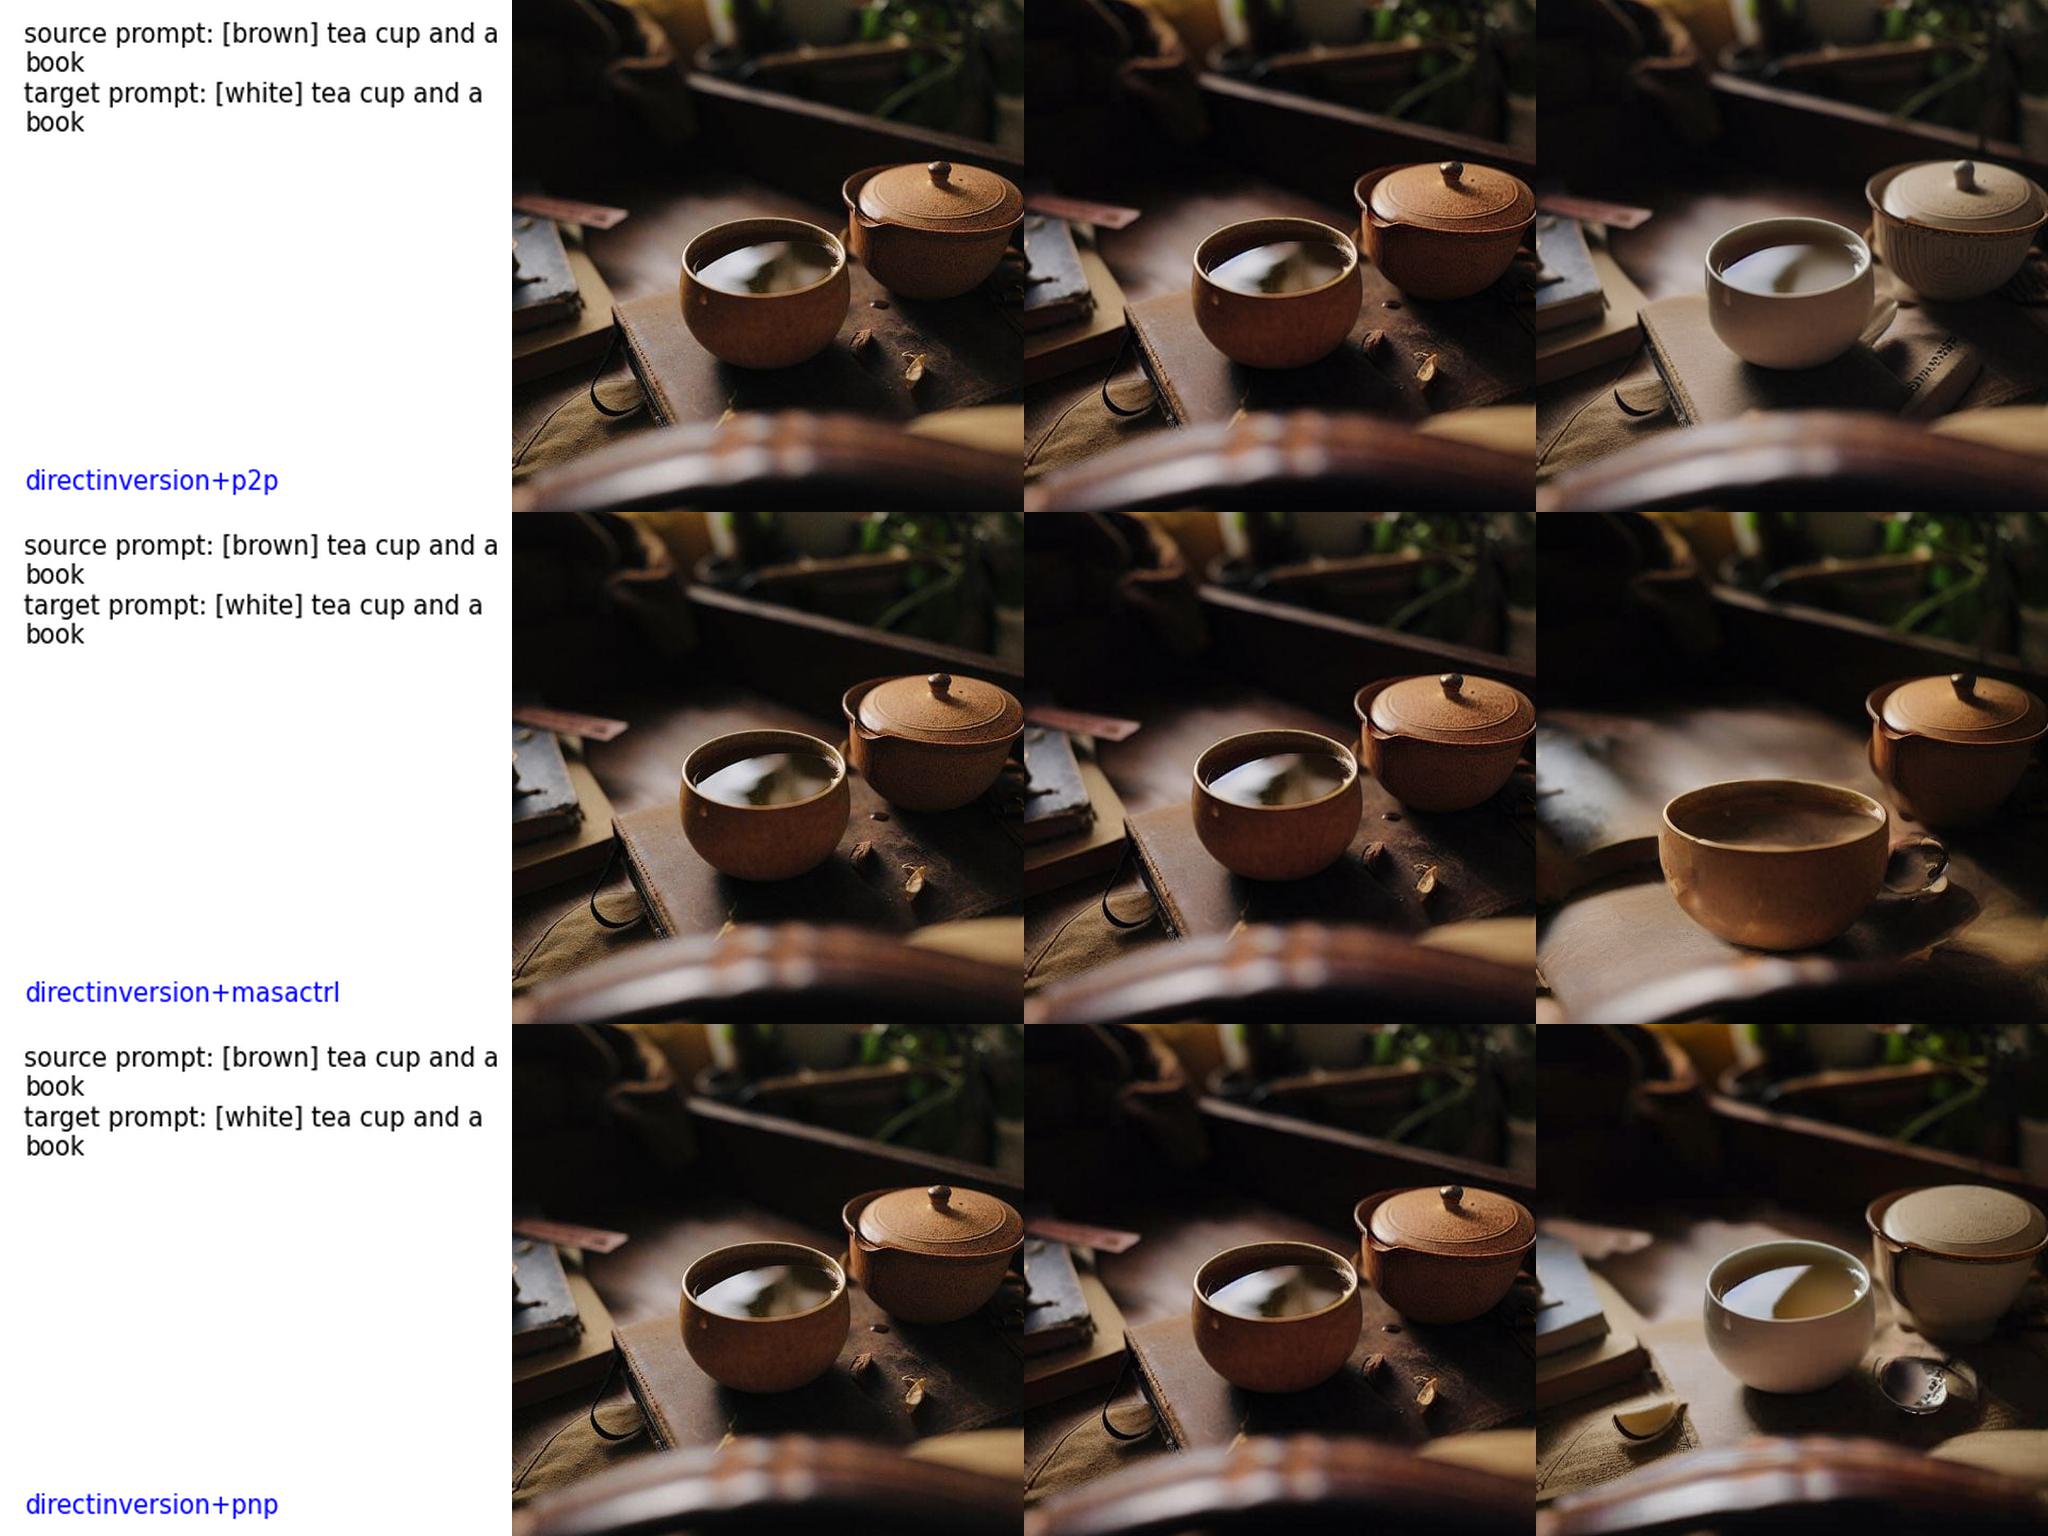 source prompt: [brown] tea cup and a
book
target prompt: [white] tea cup and a
book
directinversion+p2p
source prompt: [brown] tea cup and a
book
target prompt: [white] tea cup and a
book
directinversion+masactrl
source prompt: [brown] tea cup and a
book
target prompt: [white] tea cup and a
book
directinversion+pnp